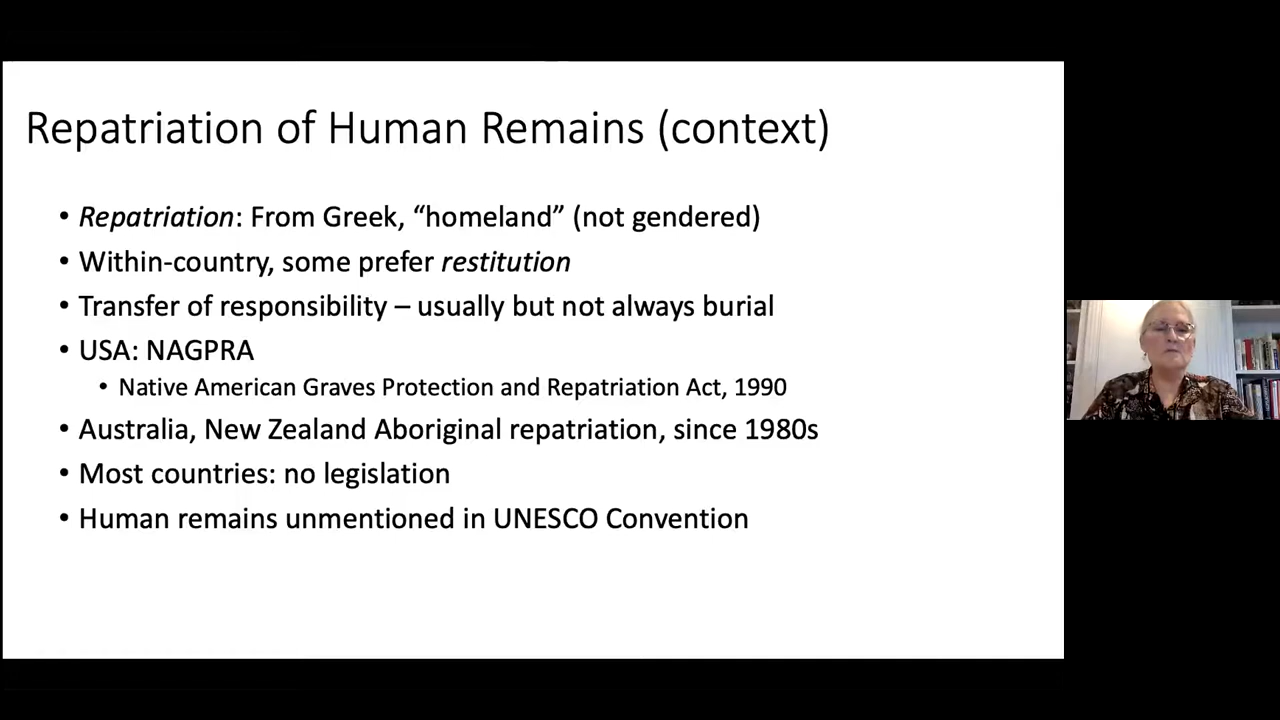 Repatriation of Human Remains (context)
• Repatriation: From Greek, “homeland” (not gendered)
• Within-country, some prefer restitution
• Transfer of responsibility – usually but not always burial
• USA: NAGPRA
• Native American Graves Protection and Repatriation Act, 1990
• Australia, New Zealand Aboriginal repatriation, since 1980s
• Most countries: no legislation
• Human remains unmentioned in UNESCO Convention